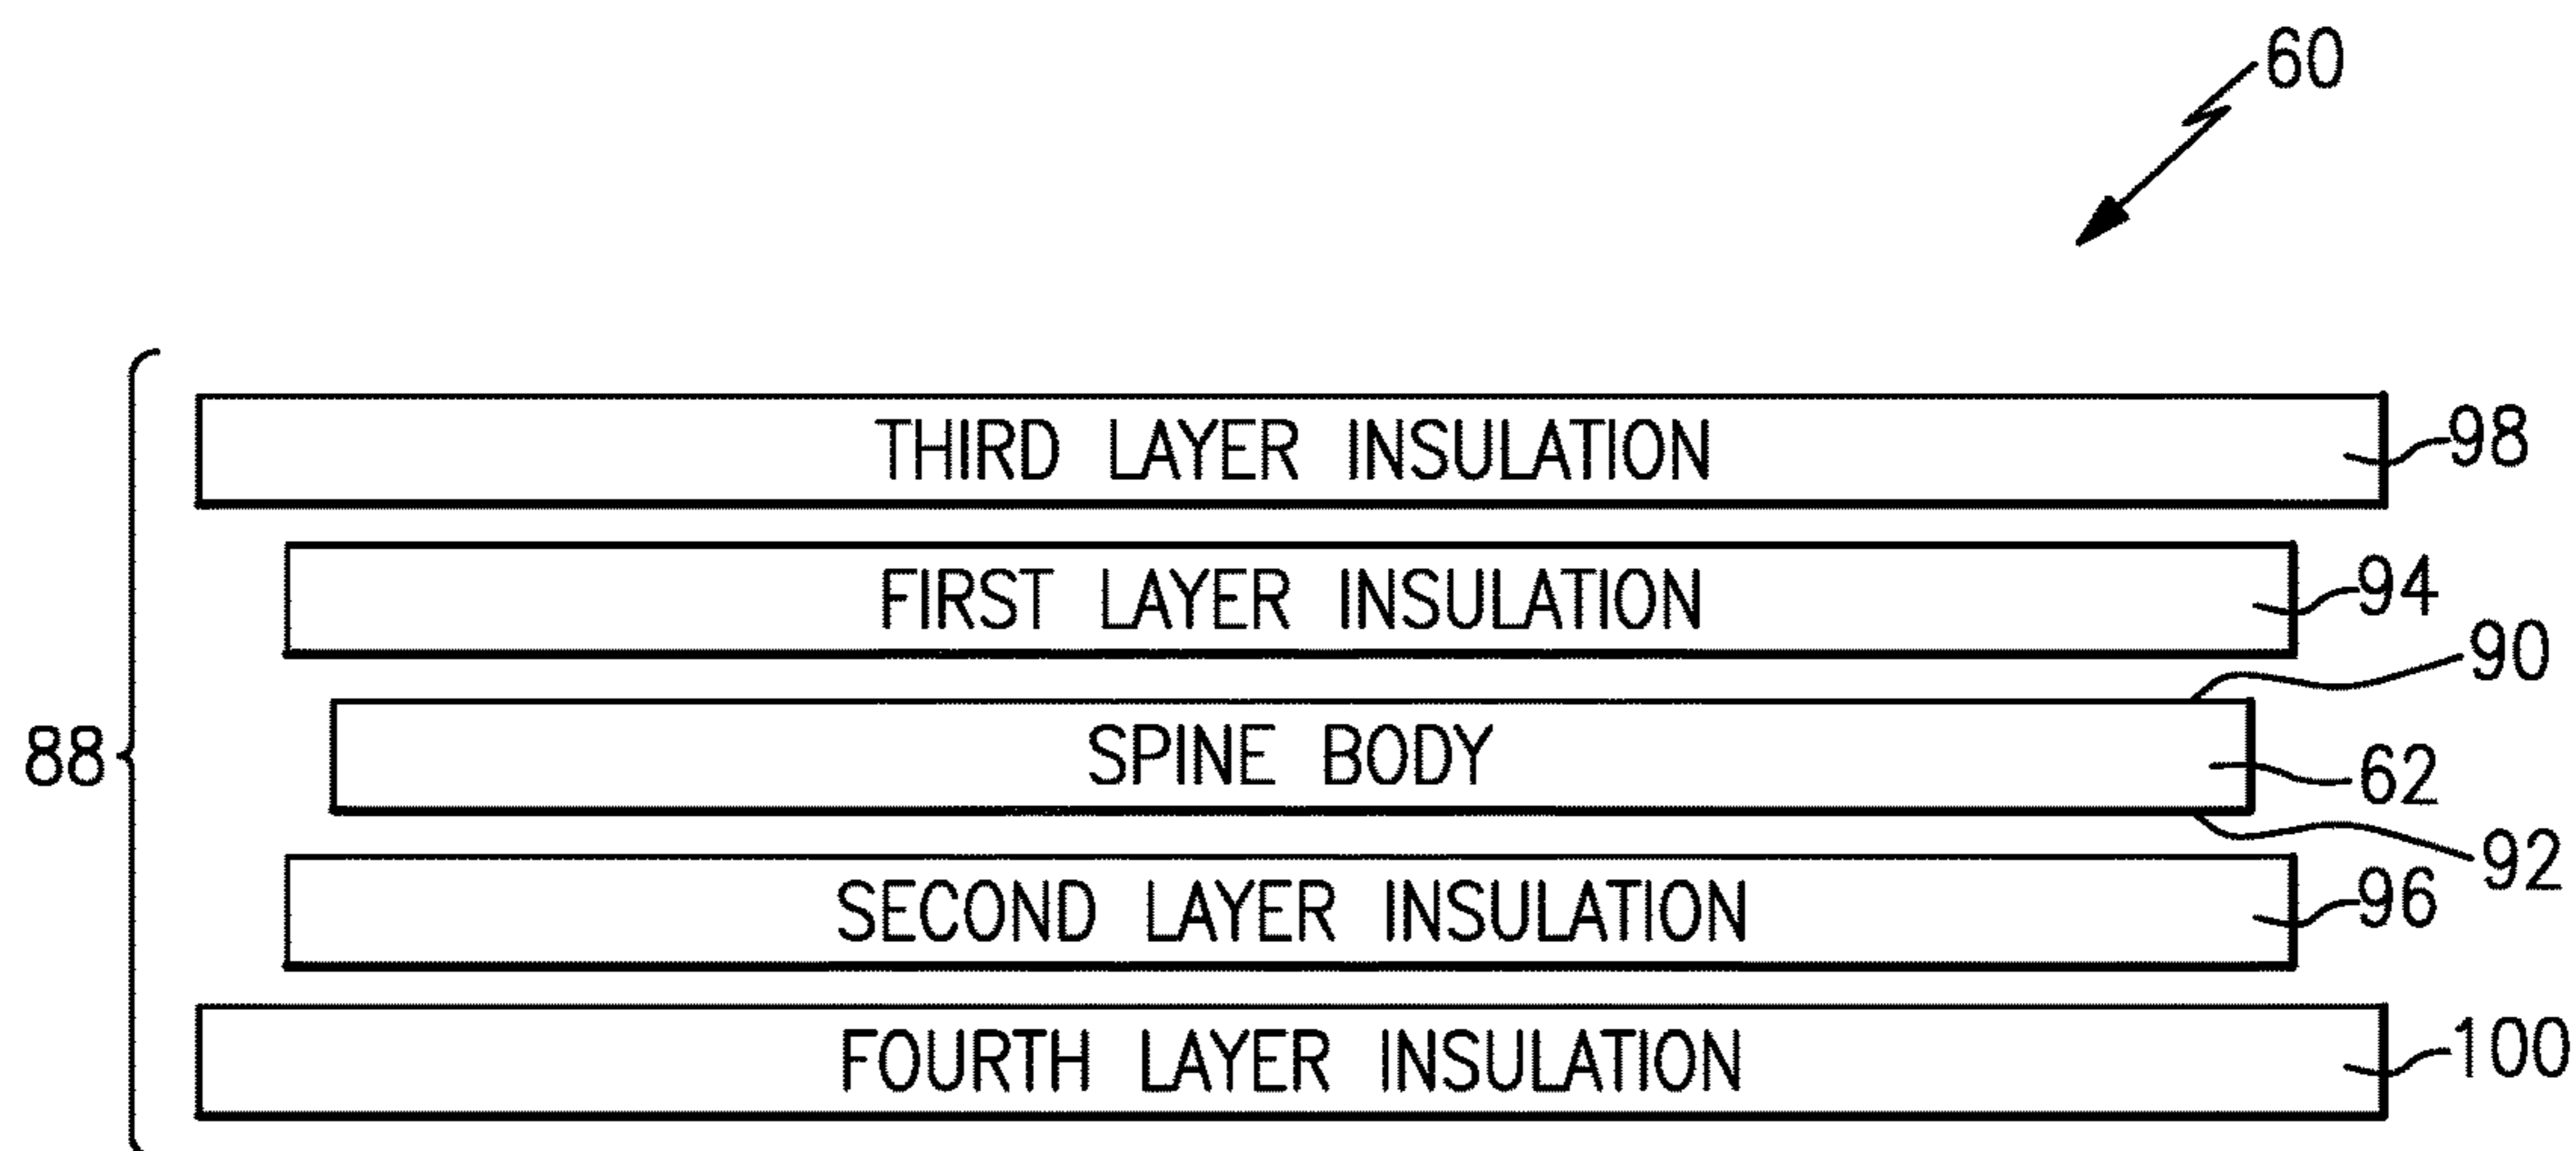 60
THIRD LAYER INSULATION
98
FIRST LAYER INSULATION
94
90
88
SPINE BODY
62
92
SECOND LAYER INSULATION
96
FOURTH LAYER INSULATION
100